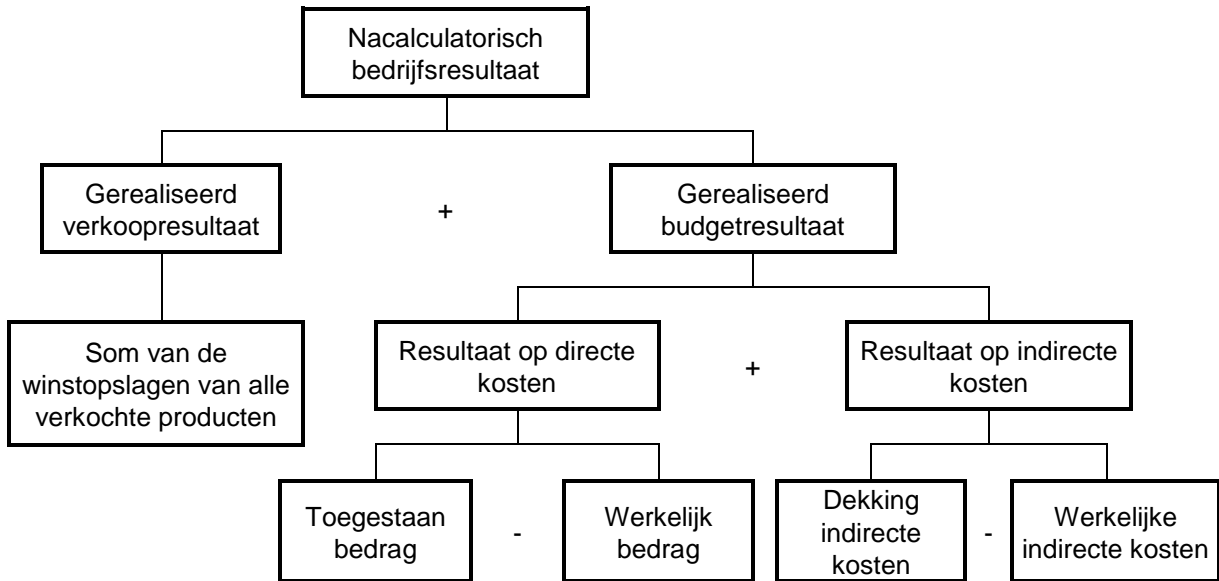 Nacalculatorisch
bedrijfsresultaat
Gerealiseerd
verkoopresultaat
+
Gerealiseerd
budgetresultaat
Som van de
winstopslagen van alle
verkochte producten
Resultaat op directe
kosten
+
Resultaat op indirecte
kosten
Toegestaan
bedrag
-
Werkelijk
bedrag
Dekking
indirecte
kosten
-
Werkelijke
indirecte kosten